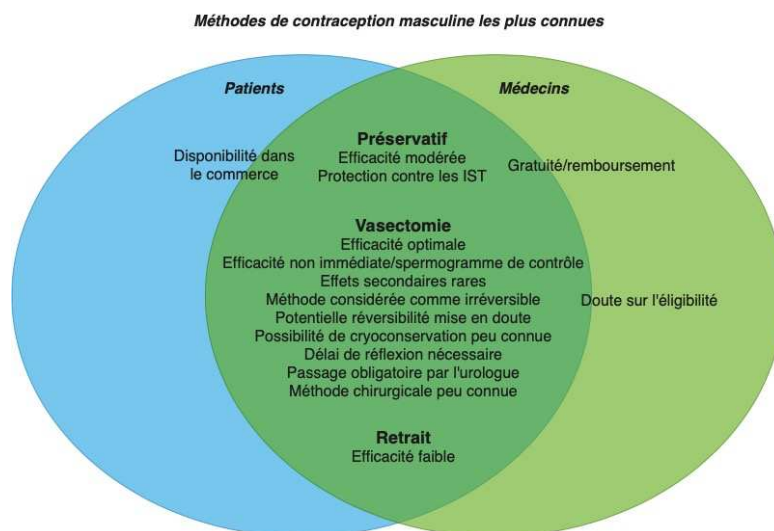 Méthodes de contraception masculine les plus connues
Patients
Médecins
Disponibilité dans
le commerce
Préservatif
Efficacité modérée
Protection contre les IST
Gratuité/remboursement
Vasectomie
Efficacité optimale
Efficacité non immédiate/spermogramme de contrôle
Effets secondaires rares
Méthode considérée comme irréversible
Potentielle réversibilité mise en doute
Possibilité de cryoconservation peu connue
Délai de réflexion nécessaire
Passage obligatoire par l'urologue
Méthode chirurgicale peu connue
Doute sur l'éligibilité
Retrait
Efficacité faible